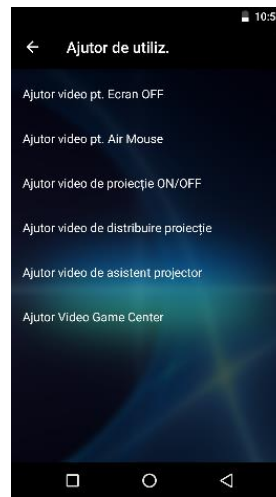 10:5
Ajutor de utiliz.
Ajutor video pt. Ecran OFF
Ajutor video pt. Air Mouse
Ajutor video de proiecție ON/OFF
Ajutor video de distribuire proiecție
Ajutor video de asistent projector
Ajutor Video Game Center